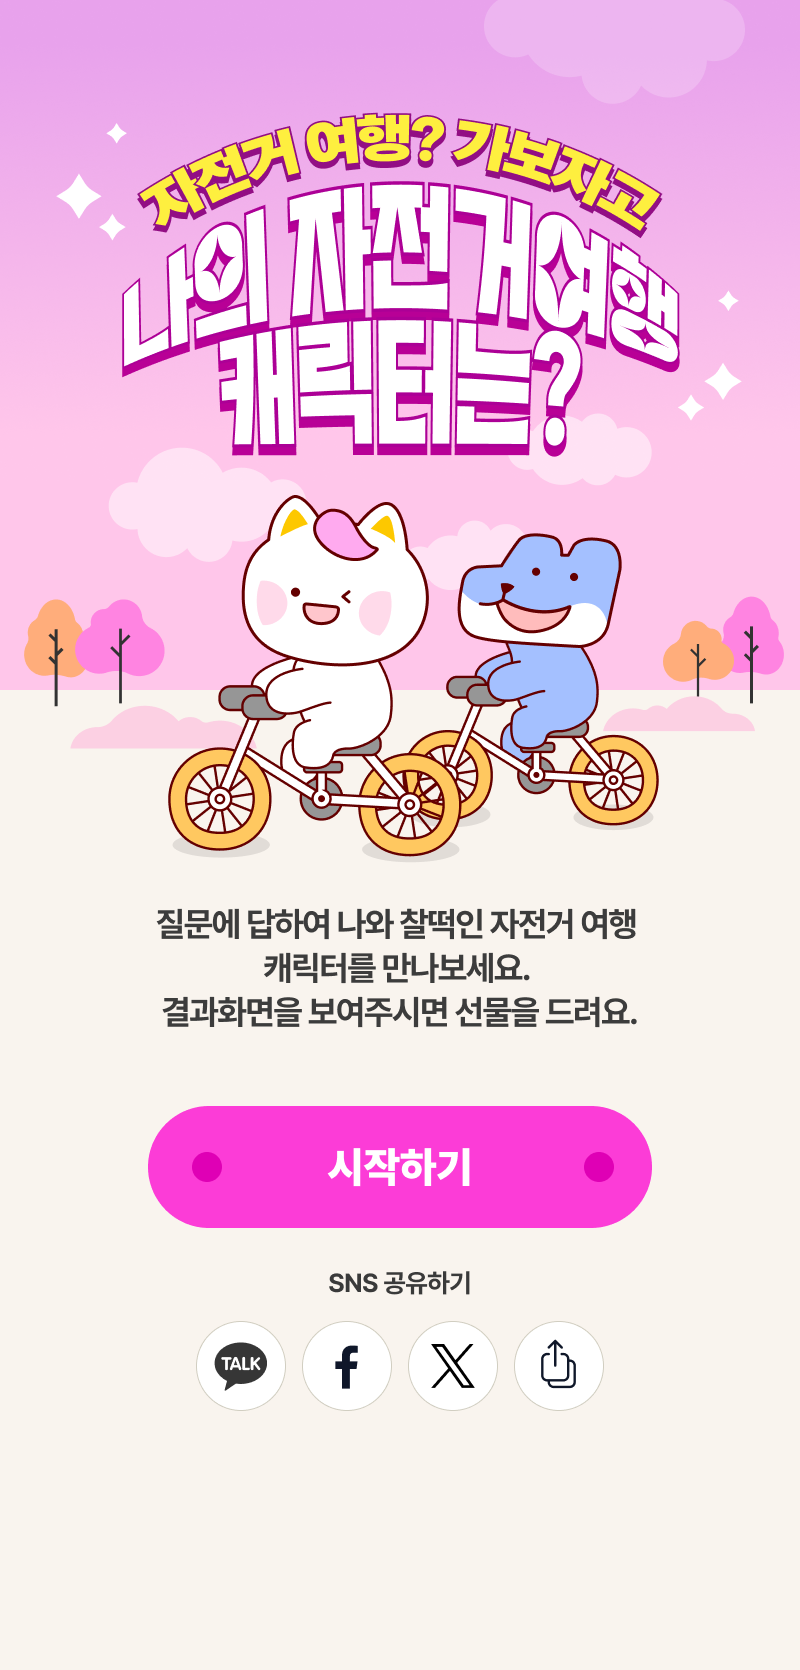 자전거 여행? 갸보자고
나의 자전거여행
캐릭터는?
질문에 답하여 나와 찰떡인 자전거 여행
캐릭터를 만나보세요.
결과화면을 보여주시면 선물을 드려요.
시작하기
SNS 공유하기
TALK